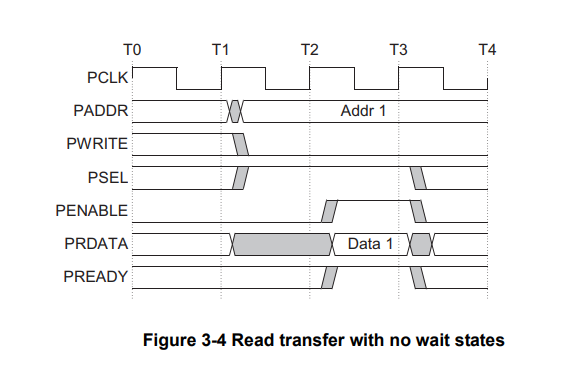 T0 T1 T2 T3 T4
PCLK
PADDR Addr 1
PWRITE
PSEL
PENABLE
PRDATA Data 1
PREADY
Figure 3-4 Read transfer with no wait states